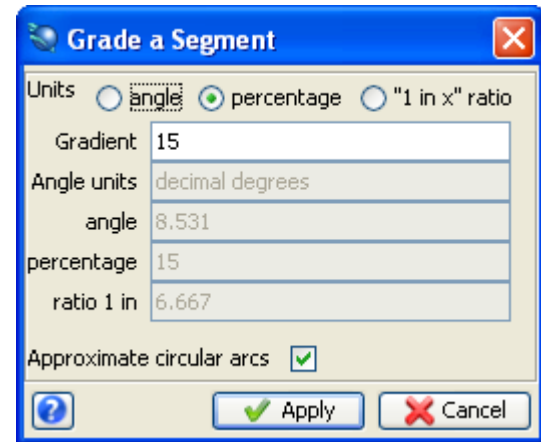 Grade a Segment
Units angle percentage "1 in x" ratio
Gradient 15
Angle units decimal degrees
angle 8.531
percentage 15
ratio 1 in 6.667
Approximate circular arcs
? Apply Cancel